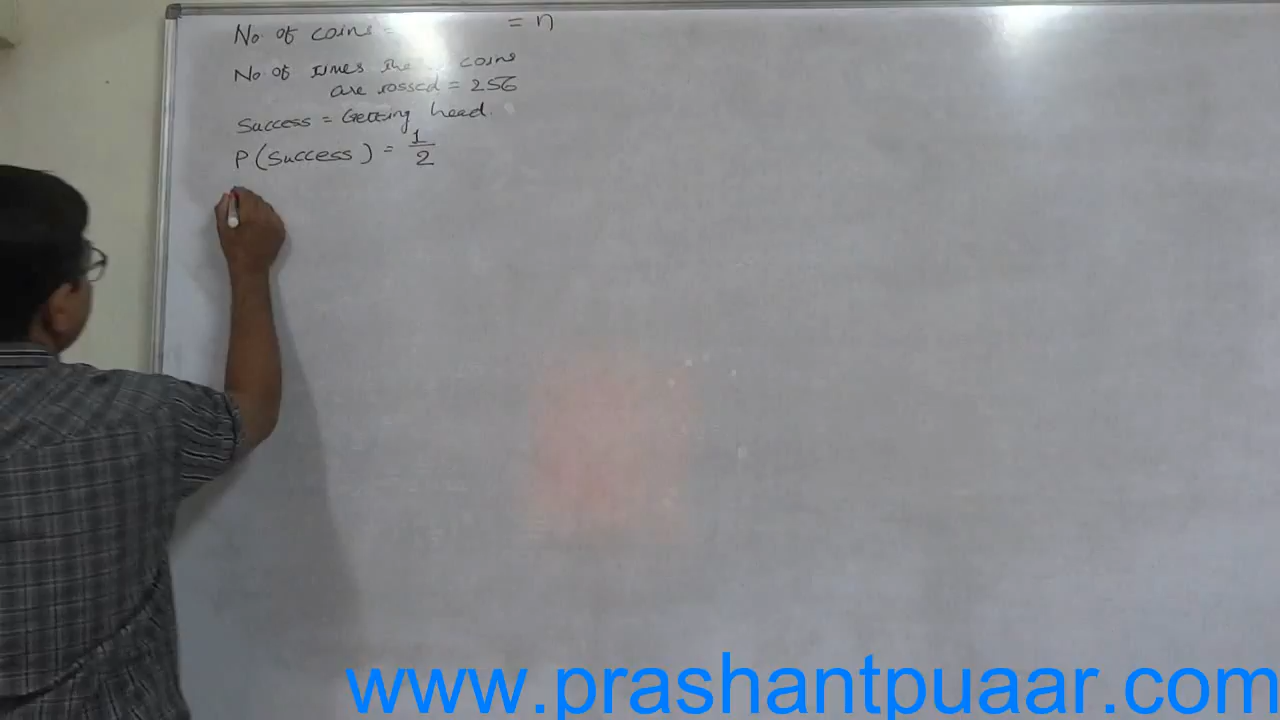 No of coins = = n
No of times the coins
are tossed = 256
Success = Getting head.
P (Success) = 1/2
www.prashantpuaar.com